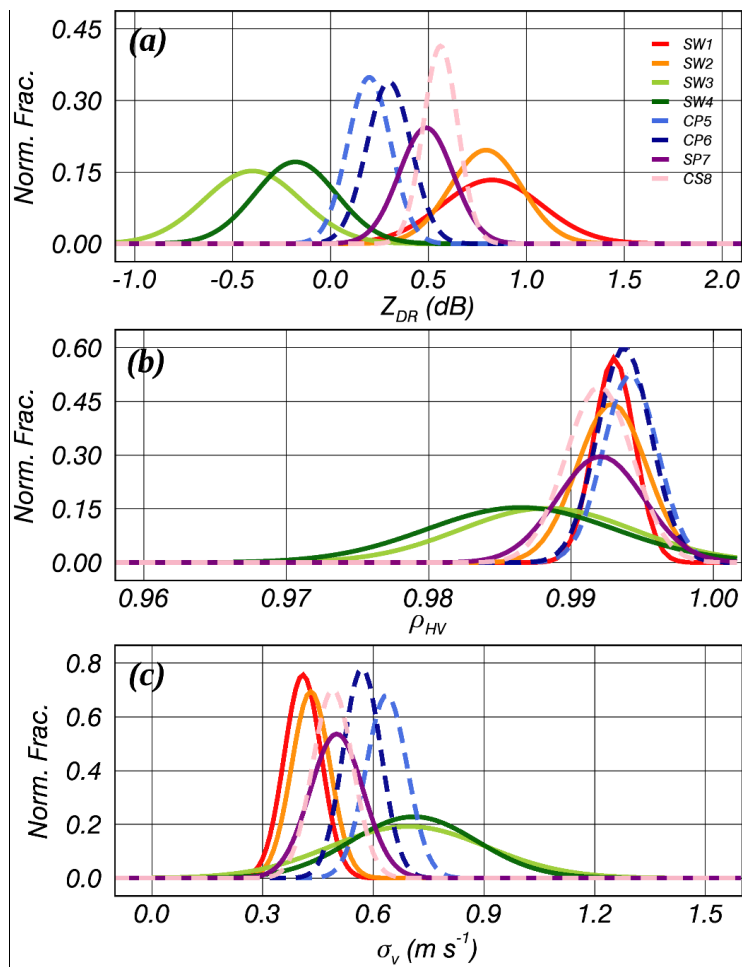 (a)
0.45
0.30
0.15
0.00
Norm. Frac.
SW1
SW2
SW3
SW4
CP5
CP6
SP7
CS8
-1.0 -0.5 0.0 0.5 1.0 1.5 2.0
Z_DR (dB)
(b)
0.60
0.45
0.30
0.15
0.00
Norm. Frac.
0.96 0.97 0.98 0.99 1.00
ρ_HV
(c)
0.8
0.6
0.4
0.2
0.0
Norm. Frac.
0.0 0.3 0.6 0.9 1.2 1.5
σ_v (m s⁻¹)